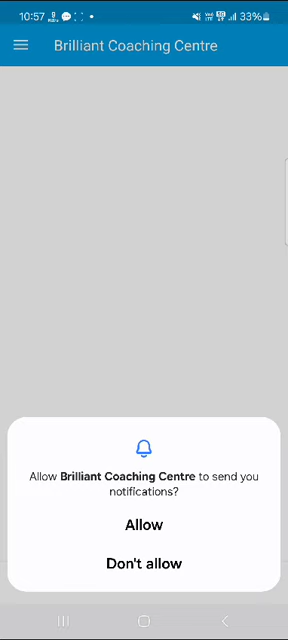 10:57
33%
Brilliant Coaching Centre
Allow Brilliant Coaching Centre to send you
notifications?
Allow
Don't allow